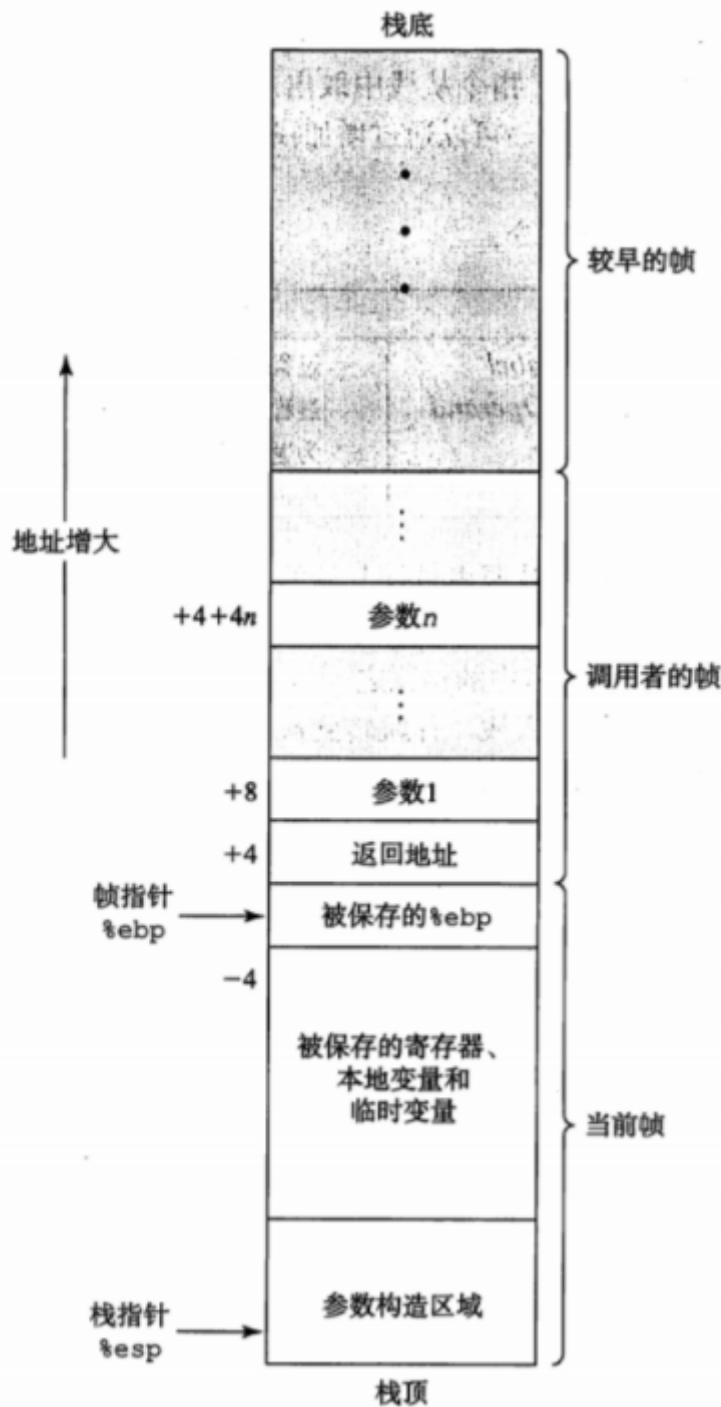 栈底
较早的帧
地址增大
+4+4n
参数n
调用者的帧
+8
参数1
+4
返回地址
帧指针
%ebp
被保存的%ebp
-4
被保存的寄存器、
本地变量和
临时变量
当前帧
栈指针
%esp
参数构造区域
栈顶